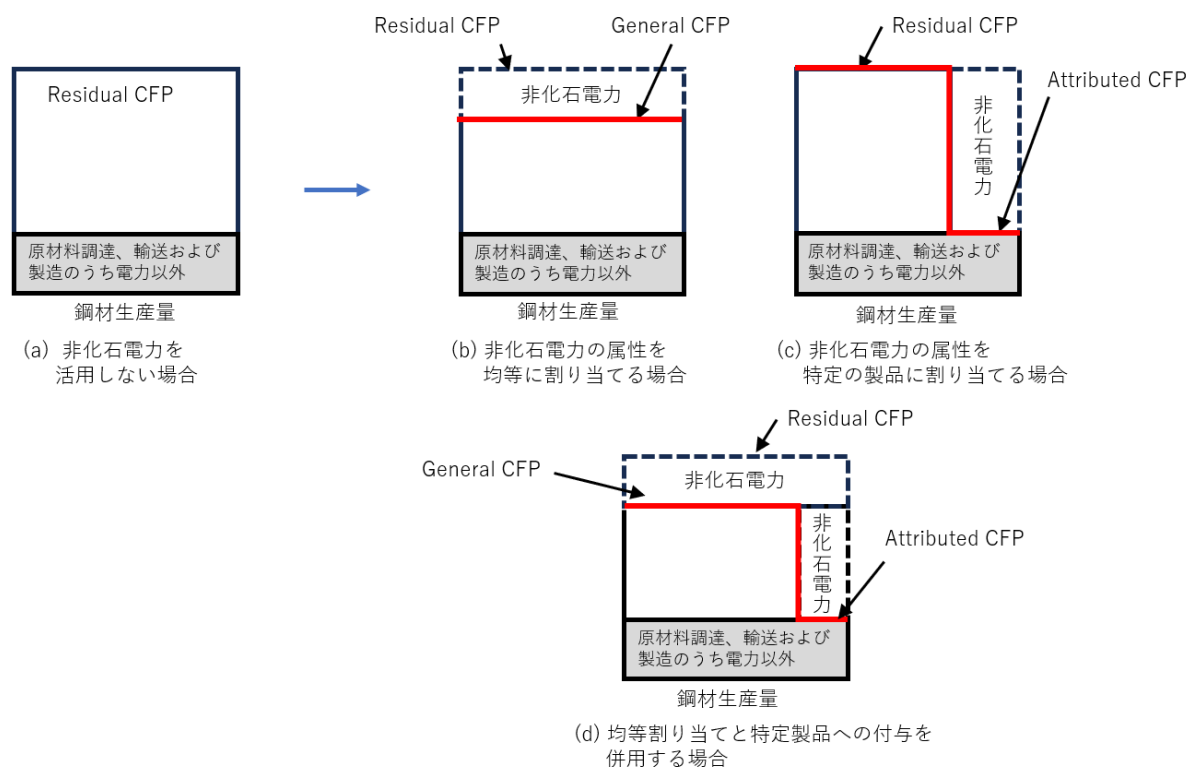 Residual CFP
原材料調達、輸送および
製造のうち電力以外
鋼材生産量
(a) 非化石電力を
活用しない場合
Residual CFP
General CFP
非化石電力
原材料調達、輸送および
製造のうち電力以外
鋼材生産量
(b) 非化石電力の属性を
均等に割り当てる場合
Residual CFP
Attributed CFP
非化石電力
原材料調達、輸送および
製造のうち電力以外
鋼材生産量
(c) 非化石電力の属性を
特定の製品に割り当てる場合
Residual CFP
General CFP
非化石電力
非化石電力
Attributed CFP
原材料調達、輸送および
製造のうち電力以外
鋼材生産量
(d) 均等割り当てと特定製品への付与を
併用する場合